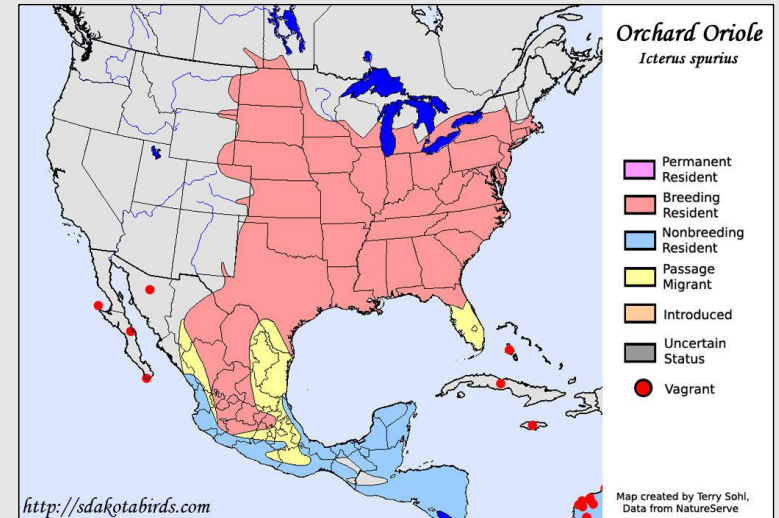 Orchard Oriole
Icterus spurius
Permanent
Resident
Breeding
Resident
Nonbreeding
Resident
Passage
Migrant
Introduced
Uncertain
Status
Vagrant
http://sdakotabirds.com
Map created by Terry Sohl,
Data from NatureServe